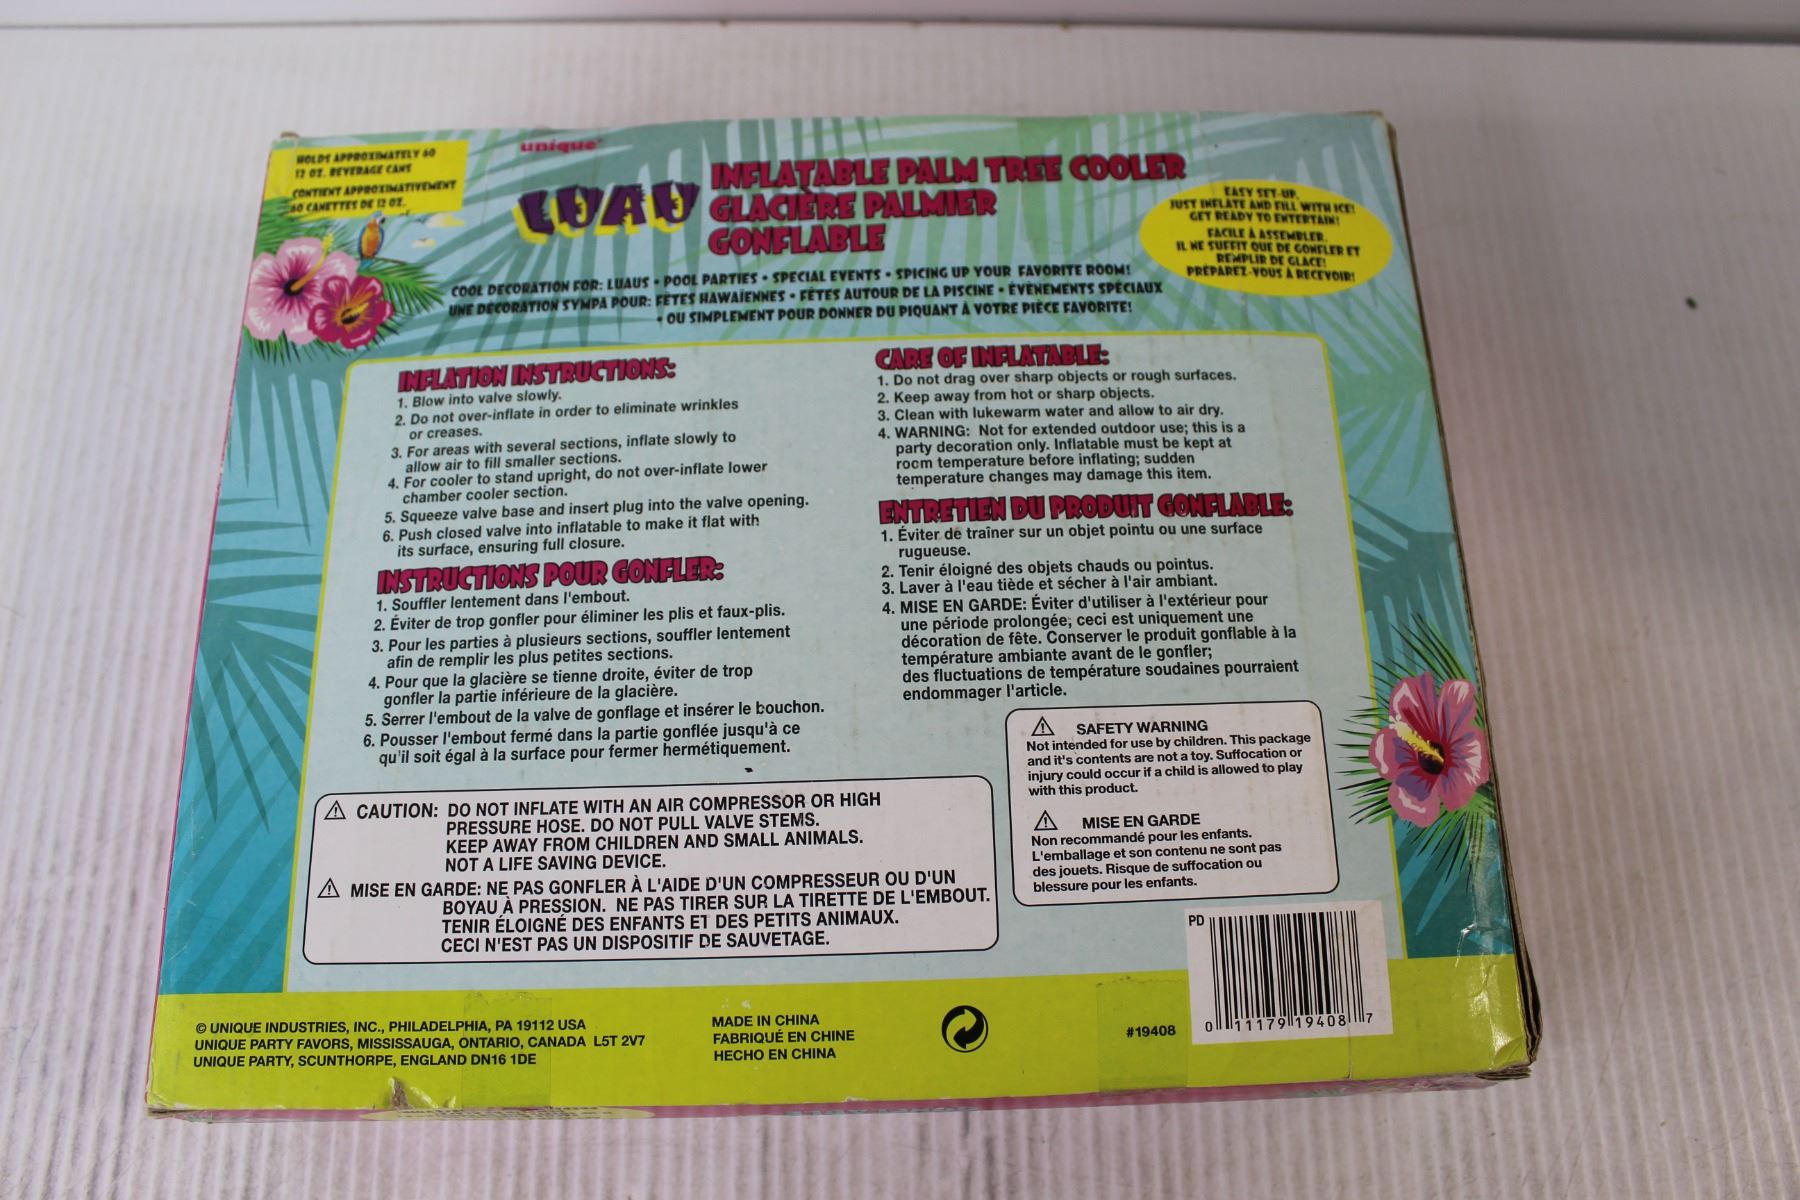 HOLDS APPROXIMATELY 60
12 OZ. BEVERAGE CANS
CONTIENT APPROXIMATIVEMENT
60 CANETTES DE 12 OZ.
unique
LUAU
INFLATABLE PALM TREE COOLER
GLACIÈRE PALMIER
GONFLABLE
EASY SET-UP.
JUST INFLATE AND FILL WITH ICE!
GET READY TO ENTERTAIN!
FACILE À ASSEMBLER.
IL NE SUFFIT QUE DE GONFLER ET
REMPLIR DE GLACE!
PRÉPAREZ-VOUS À RECEVOIR!
COOL DECORATION FOR: LUAUS • POOL PARTIES • SPECIAL EVENTS • SPICING UP YOUR FAVORITE ROOM!
UNE DÉCORATION SYMPA POUR: FÊTES HAWAÏENNES • FÊTES AUTOUR DE LA PISCINE • ÉVÈNEMENTS SPÉCIAUX
• OU SIMPLEMENT POUR DONNER DU PIQUANT À VOTRE PIÈCE FAVORITE!
INFLATION INSTRUCTIONS:
1. Blow into valve slowly.
2. Do not over-inflate in order to eliminate wrinkles
or creases.
3. For areas with several sections, inflate slowly to
allow air to fill smaller sections.
4. For cooler to stand upright, do not over-inflate lower
chamber cooler section.
5. Squeeze valve base and insert plug into the valve opening.
6. Push closed valve into inflatable to make it flat with
its surface, ensuring full closure.
INSTRUCTIONS POUR GONFLER:
1. Souffler lentement dans l'embout.
2. Éviter de trop gonfler pour éliminer les plis et faux-plis.
3. Pour les parties à plusieurs sections, souffler lentement
afin de remplir les plus petites sections.
4. Pour que la glacière se tienne droite, éviter de trop
gonfler la partie inférieure de la glacière.
5. Serrer l'embout de la valve de gonflage et insérer le bouchon.
6. Pousser l'embout fermé dans la partie gonflée jusqu'à ce
qu'il soit égal à la surface pour fermer hermétiquement.
CARE OF INFLATABLE:
1. Do not drag over sharp objects or rough surfaces.
2. Keep away from hot or sharp objects.
3. Clean with lukewarm water and allow to air dry.
4. WARNING: Not for extended outdoor use; this is a
party decoration only. Inflatable must be kept at
room temperature before inflating; sudden
temperature changes may damage this item.
ENTRETIEN DU PRODUIT GONFLABLE:
1. Éviter de traîner sur un objet pointu ou une surface
rugueuse.
2. Tenir éloigné des objets chauds ou pointus.
3. Laver à l'eau tiède et sécher à l'air ambiant.
4. MISE EN GARDE: Éviter d'utiliser à l'extérieur pour
une période prolongée; ceci est uniquement une
décoration de fête. Conserver le produit gonflable à la
température ambiante avant de le gonfler;
des fluctuations de température soudaines pourraient
endommager l'article.
SAFETY WARNING
Not intended for use by children. This package
and it's contents are not a toy. Suffocation or
injury could occur if a child is allowed to play
with this product.
MISE EN GARDE
Non recommandé pour les enfants.
L'emballage et son contenu ne sont pas
des jouets. Risque de suffocation ou
blessure pour les enfants.
CAUTION: DO NOT INFLATE WITH AN AIR COMPRESSOR OR HIGH
PRESSURE HOSE. DO NOT PULL VALVE STEMS.
KEEP AWAY FROM CHILDREN AND SMALL ANIMALS.
NOT A LIFE SAVING DEVICE.
MISE EN GARDE: NE PAS GONFLER À L'AIDE D'UN COMPRESSEUR OU D'UN
BOYAU À PRESSION. NE PAS TIRER SUR LA TIRETTE DE L'EMBOUT.
TENIR ÉLOIGNÉ DES ENFANTS ET DES PETITS ANIMAUX.
CECI N'EST PAS UN DISPOSITIF DE SAUVETAGE.
© UNIQUE INDUSTRIES, INC., PHILADELPHIA, PA 19112 USA
UNIQUE PARTY FAVORS, MISSISSAUGA, ONTARIO, CANADA L5T 2V7
UNIQUE PARTY, SCUNTHORPE, ENGLAND DN16 1DE
MADE IN CHINA
FABRIQUÉ EN CHINE
HECHO EN CHINA
#19408
PD
0 11179 19408 7